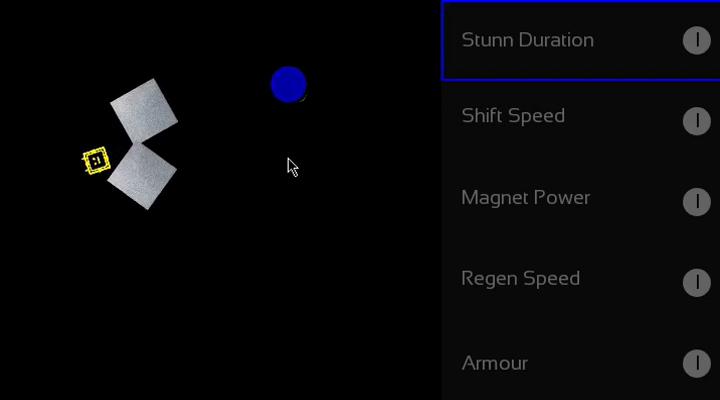 Stunn Duration
Shift Speed
Magnet Power
Regen Speed
Armour